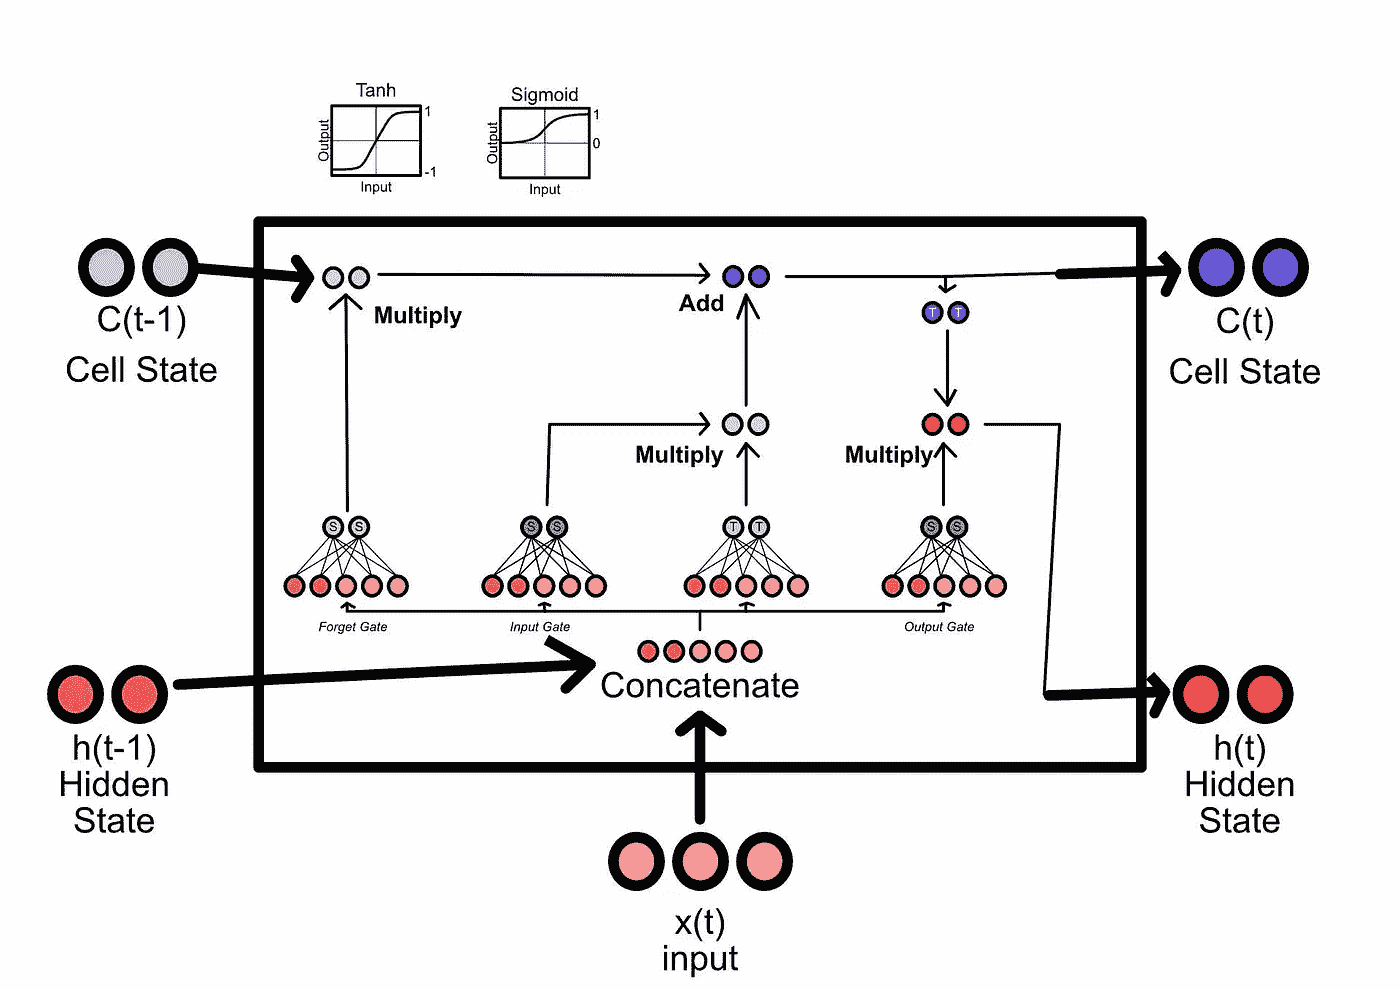 Tanh
Output
1
-1
Input
Sigmoid
Output
1
0
Input
C(t-1)
Cell State
Multiply
Add
T T
C(t)
Cell State
Multiply
Multiply
S S
S S
T T
S S
Forget Gate
Input Gate
Output Gate
Concatenate
h(t-1)
Hidden
State
h(t)
Hidden
State
x(t)
input